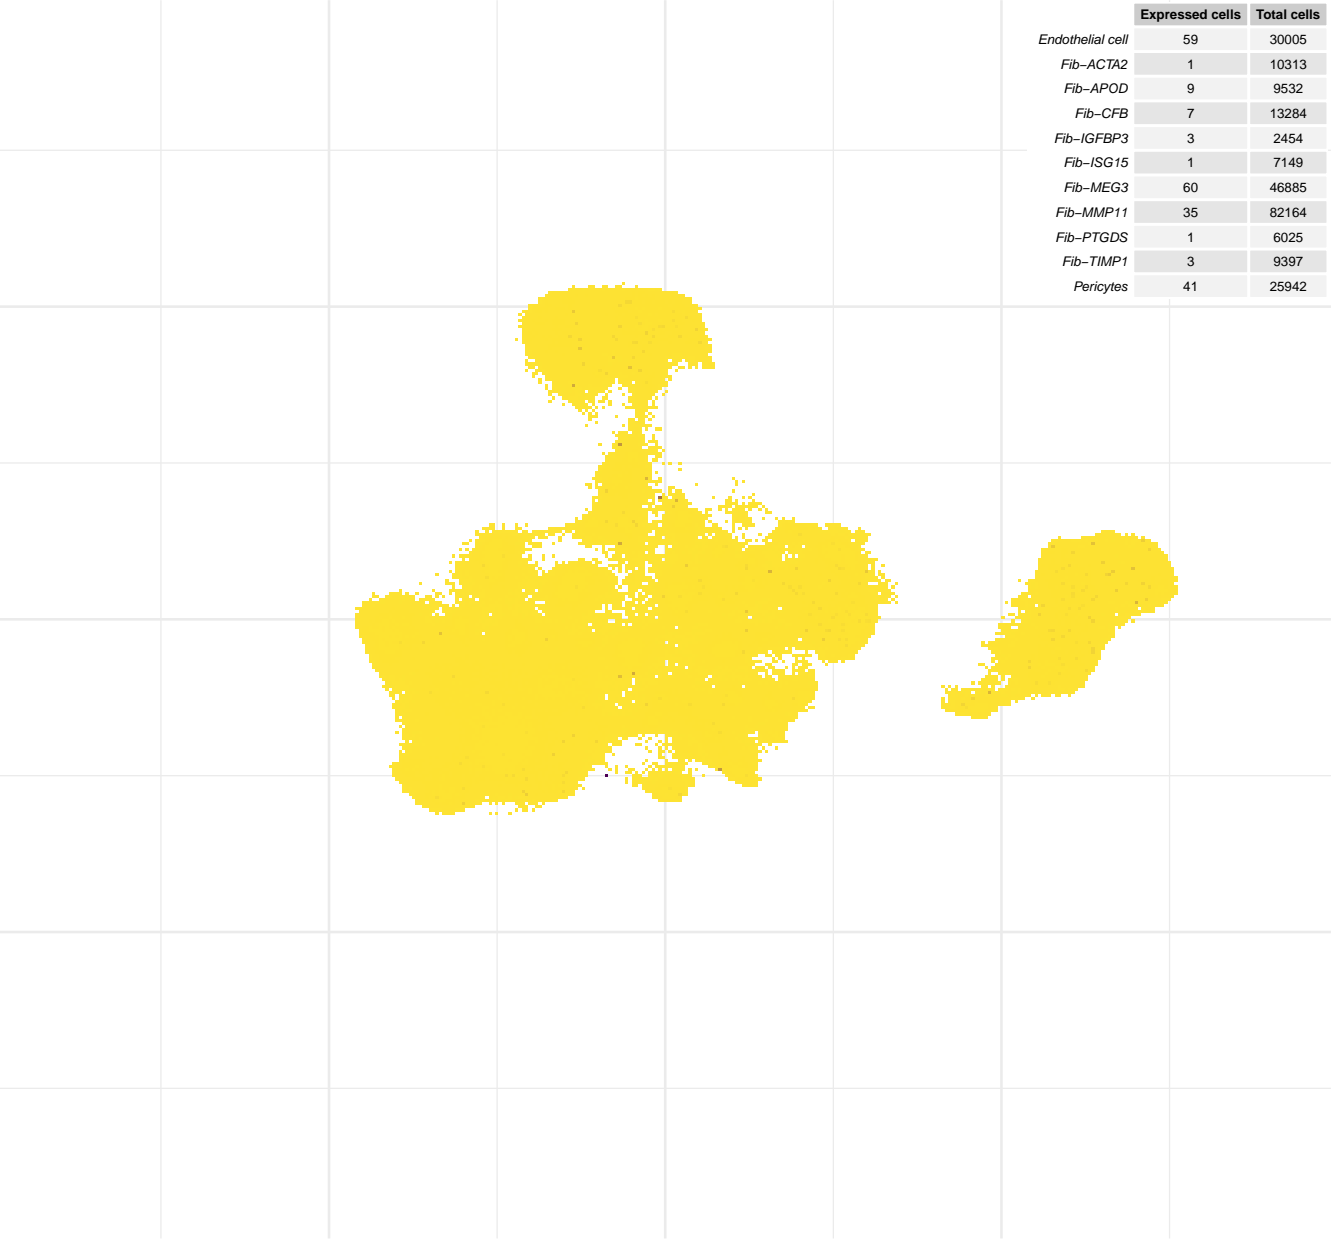 Expressed cells Total cells
Endothelial cell 59 30005
Fib−ACTA2 1 10313
Fib−APOD 9 9532
Fib−CFB 7 13284
Fib−IGFBP3 3 2454
Fib−ISG15 1 7149
Fib−MEG3 60 46885
Fib−MMP11 35 82164
Fib−PTGDS 1 6025
Fib−TIMP1 3 9397
Pericytes 41 25942